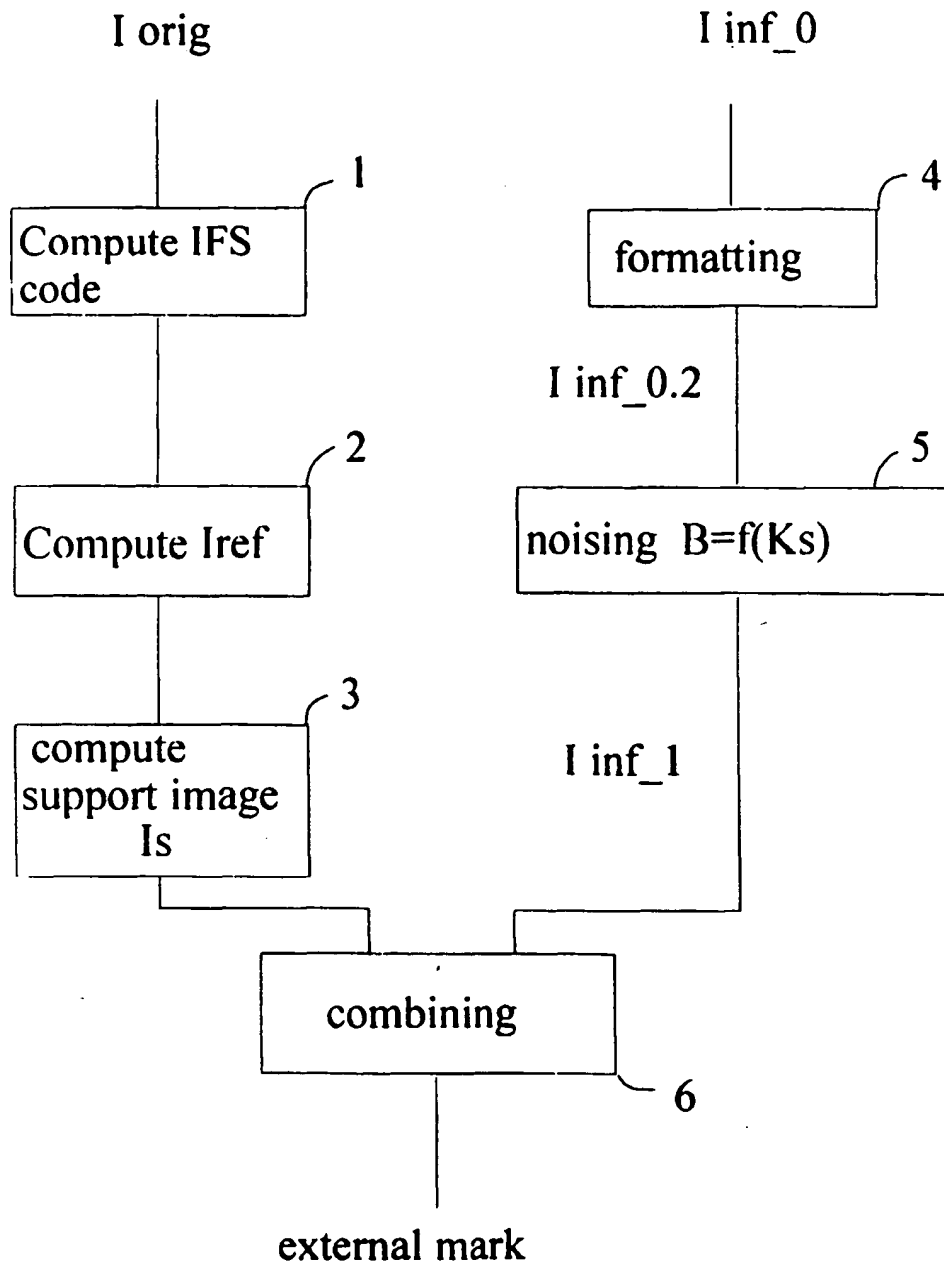 I orig
I inf_0
1
4
Compute IFS
code
formatting
I inf_0.2
2
5
Compute Iref
noising B=f(Ks)
3
compute
support image
Is
I inf_1
combining
6
external mark